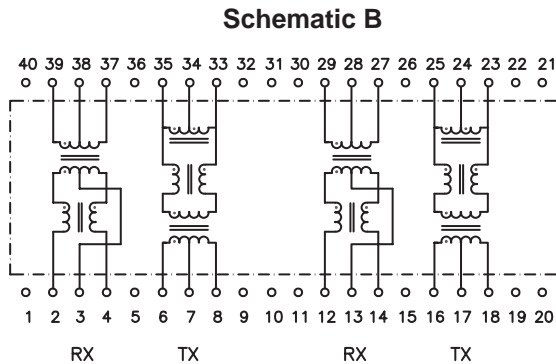 Schematic B
40 39 38 37 36 35 34 33 32 31 30 29 28 27 26 25 24 23 22 21
1 2 3 4 5 6 7 8 9 10 11 12 13 14 15 16 17 18 19 20
RX TX RX TX